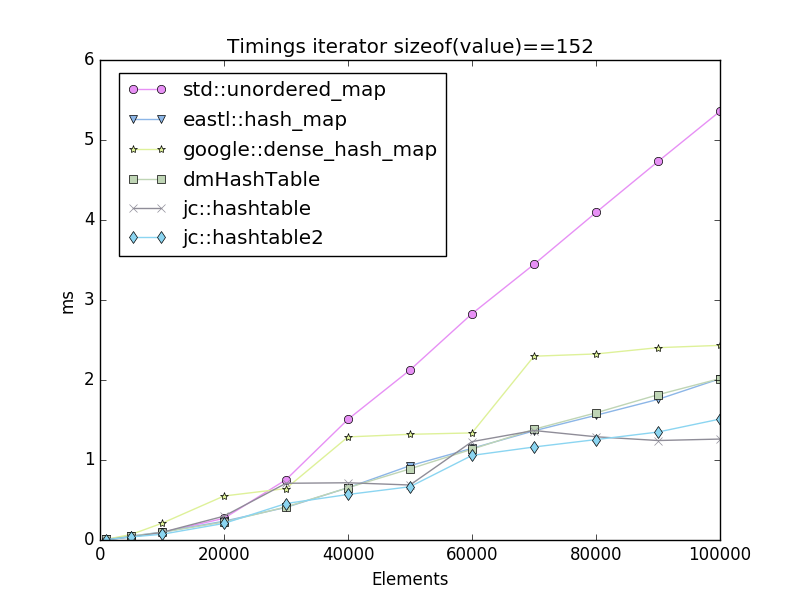 Timings iterator sizeof(value)==152
6
5
4
3
2
1
0
ms
std::unordered_map
eastl::hash_map
google::dense_hash_map
dmHashTable
jc::hashtable
jc::hashtable2
0 20000 40000 60000 80000 100000
Elements